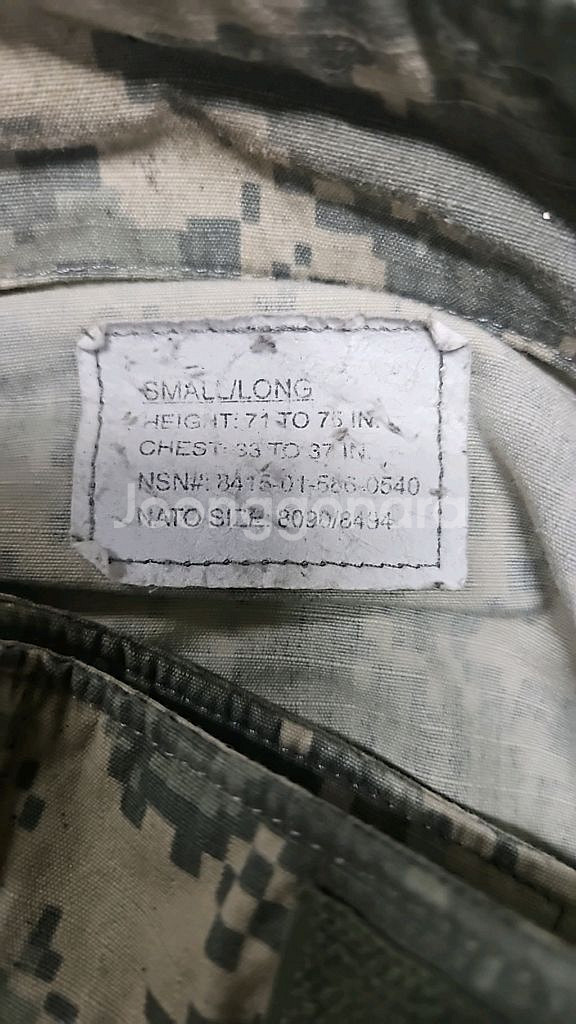 SMALL/LONG
HEIGHT: 71 TO 75 IN.
CHEST: 33 TO 37 IN.
NSN#: 8415-01-586-0540
Joonggonara
NATO SIZE: 8090/8494